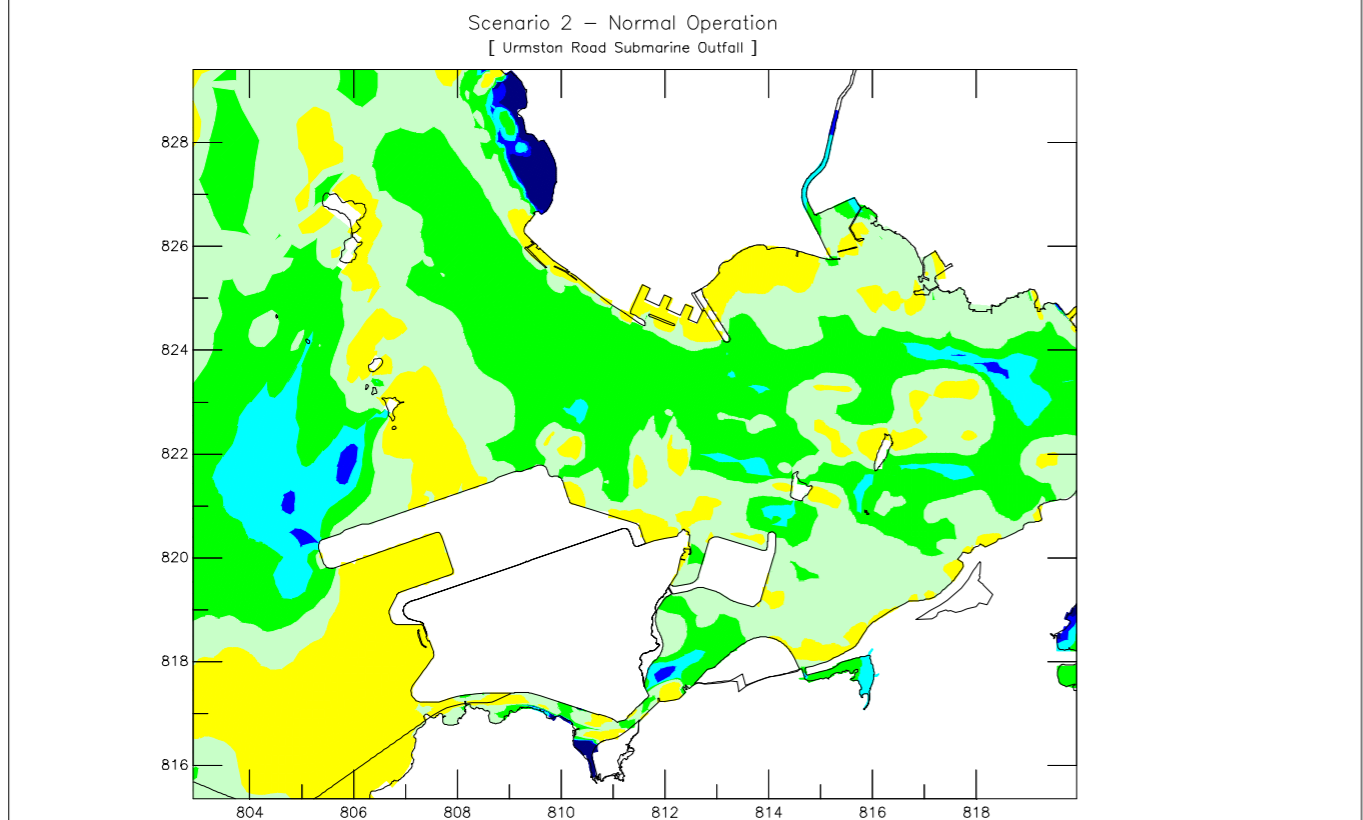 Scenario 2 – Normal Operation
[ Urmston Road Submarine Outfall ]
828
826
824
822
820
818
816
804 806 808 810 812 814 816 818